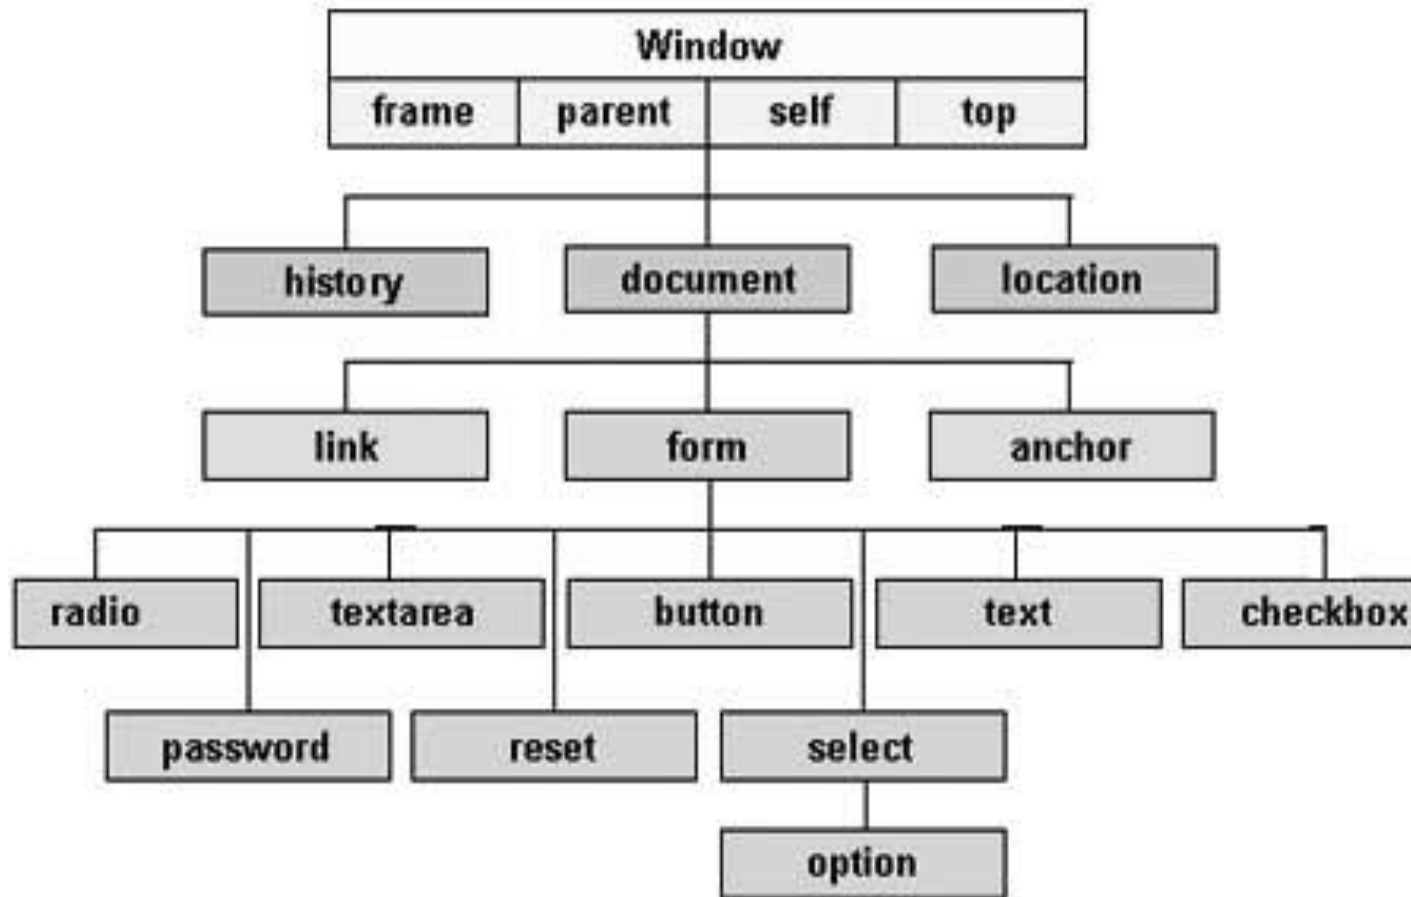 Window
frame parent self top
history document location
link form anchor
radio textarea button text checkbox
password reset select
option